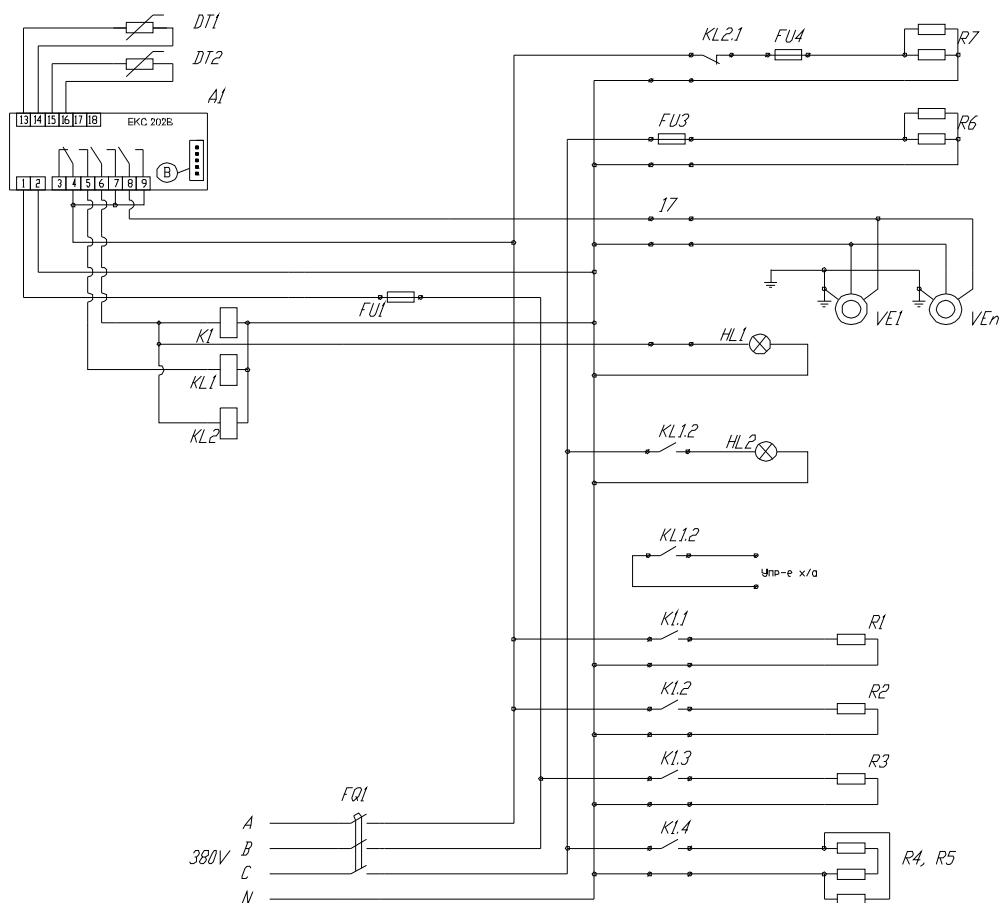 DT1
DT2
A1
13 14 15 16 17 18
EKC 202B
B
1 2 3 4 5 6 7 8 9
KL2.1
FU4
R7
FU3
R6
17
VE1
VEn
FU1
K1
HL1
KL1
KL2
KL1.2
HL2
KL1.2
Упр-е х/а
K1.1
R1
K1.2
R2
K1.3
R3
FQ1
K1.4
A
380V
B
C
N
R4, R5